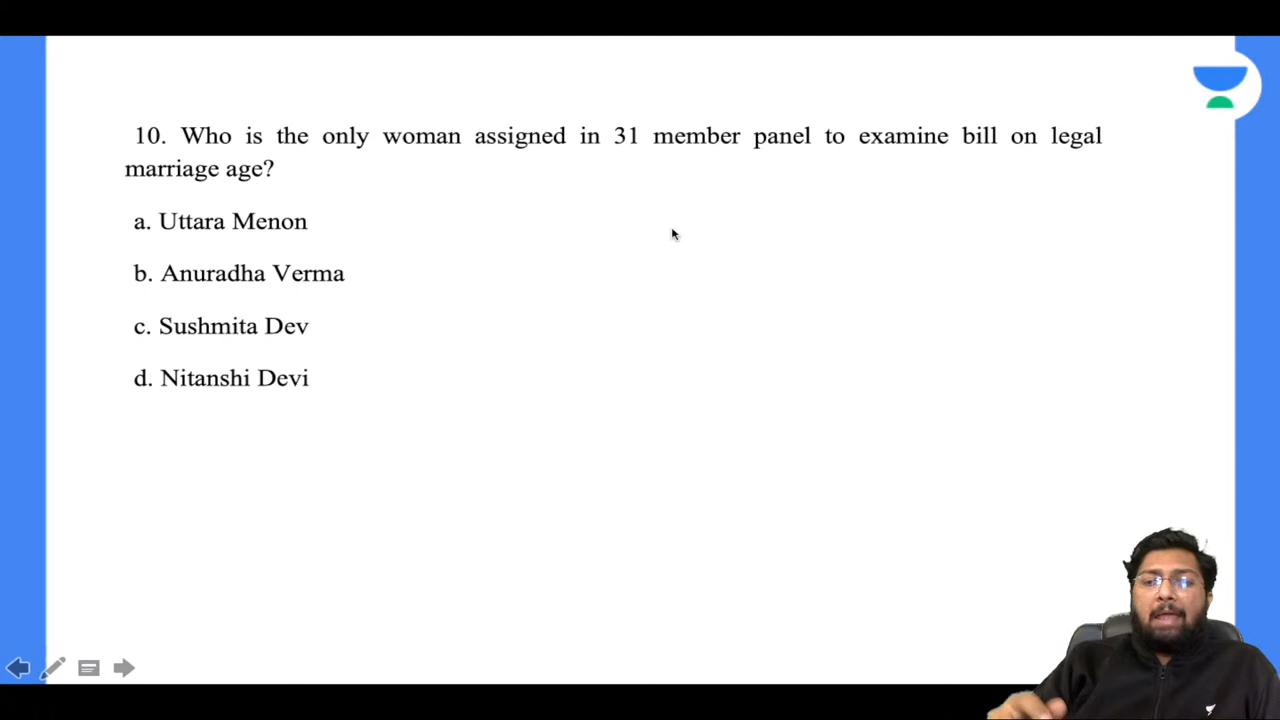 10. Who is the only woman assigned in 31 member panel to examine bill on legal
marriage age?
a. Uttara Menon
b. Anuradha Verma
c. Sushmita Dev
d. Nitanshi Devi